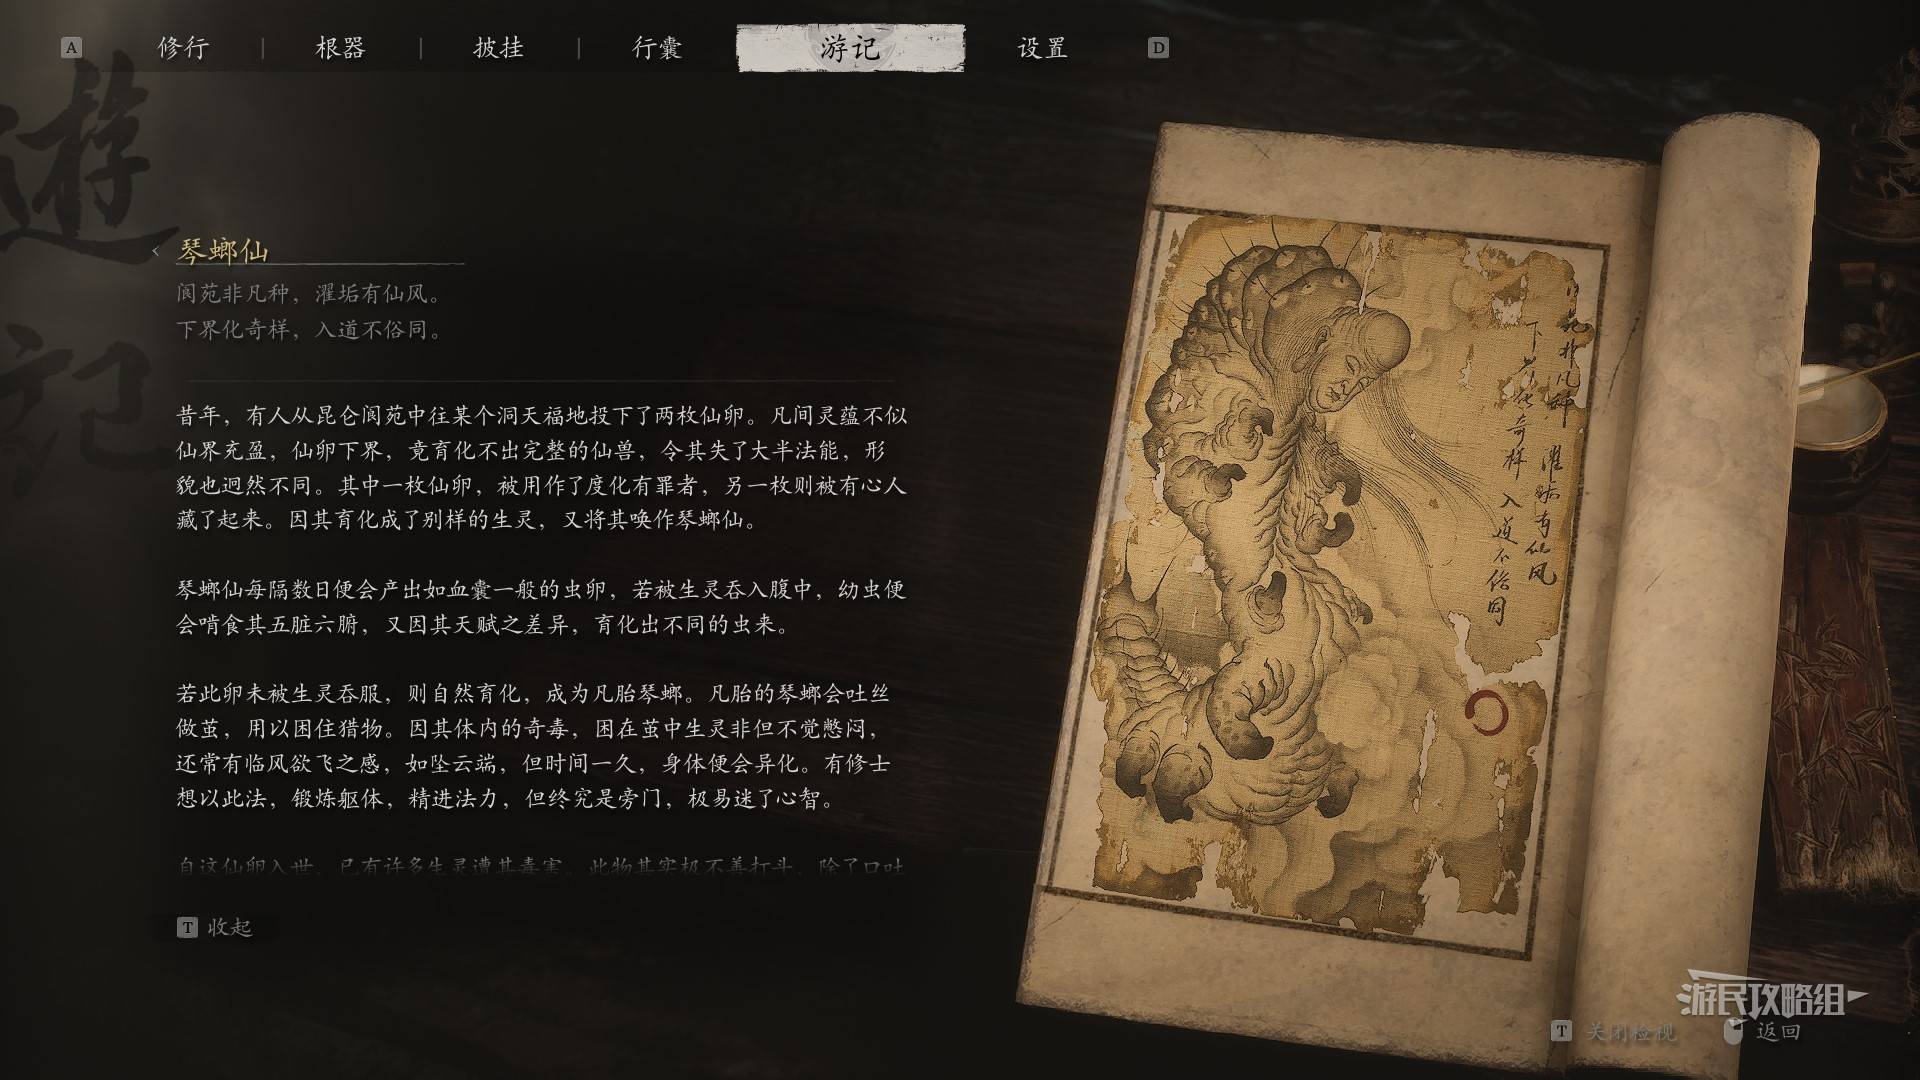 A 修行 | 根器 | 披挂 | 行囊 | 游记 设置 D
遊記
琴螂仙
阆苑非凡种，濯垢有仙风。
下界化奇样，入道不俗同。
昔年，有人从昆仑阆苑中往某个洞天福地投下了两枚仙卵。凡间灵蕴不似
仙界充盈，仙卵下界，竟育化不出完整的仙兽，令其失了大半法能，形
貌也迥然不同。其中一枚仙卵，被用作了度化有罪者，另一枚则被有心人
藏了起来。因其育化成了别样的生灵，又将其唤作琴螂仙。
琴螂仙每隔数日便会产出如血囊一般的虫卵，若被生灵吞入腹中，幼虫便
会啃食其五脏六腑，又因其天赋之差异，育化出不同的虫来。
若此卵未被生灵吞服，则自然育化，成为凡胎琴螂。凡胎的琴螂会吐丝
做茧，用以困住猎物。因其体内的奇毒，困在茧中生灵非但不觉憋闷，
还常有临风欲飞之感，如坠云端，但时间一久，身体便会异化。有修士
想以此法，锻炼躯体，精进法力，但终究是旁门，极易迷了心智。
自这仙卵入世，已有许多生灵遭其毒害。此物其实极不善打斗，除了口吐
T 收起
苑非凡种 濯垢有仙风
下界化奇样 入道不俗同
游民攻略组
T 关闭检视 返回